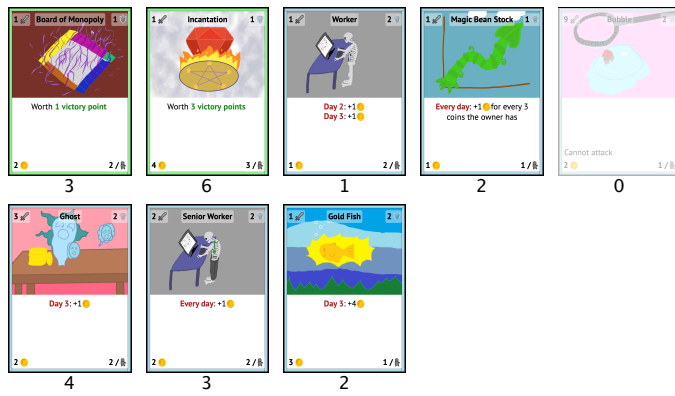 1 Board of Monopoly 1
Worth 1 victory point
2 2 /
3
1 Incantation 1
Worth 3 victory points
4 3 /
6
1 Worker 2
Day 2: +1
Day 3: +1
1 2 /
1
1 Magic Bean Stock 1
Every day: +1 for every 3
coins the owner has
1 1 /
2
9 Bubble 2
Cannot attack
2 1 /
0
3 Ghost 2
Day 3: +1
2 2 /
4
2 Senior Worker 2
Every day: +1
2 2 /
3
1 Gold Fish 2
Day 3: +4
3 1 /
2